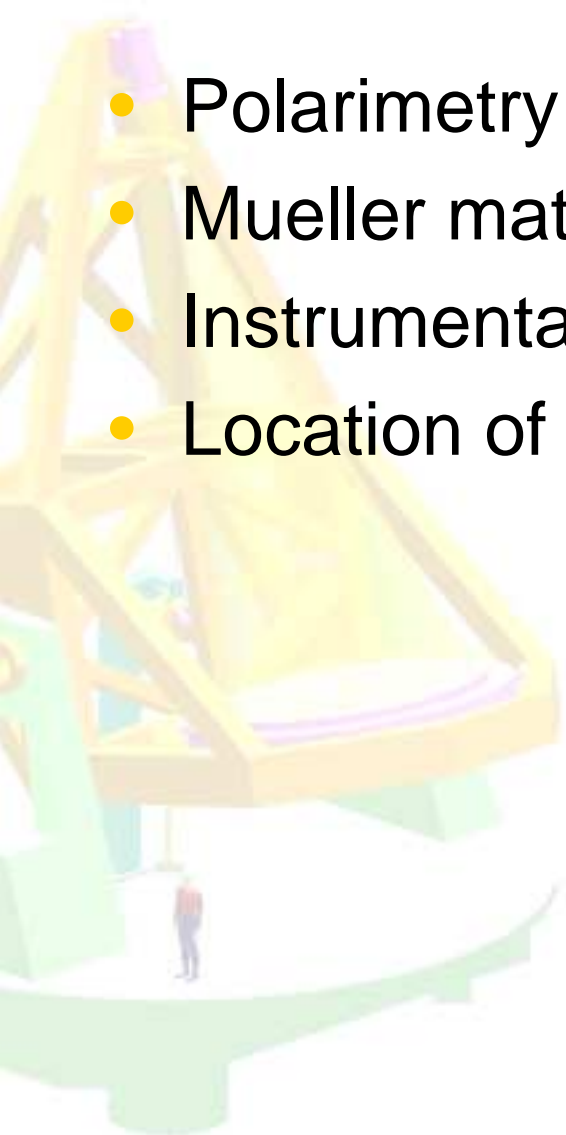 • Polarimetry
• Mueller mat
• Instrumenta
• Location of